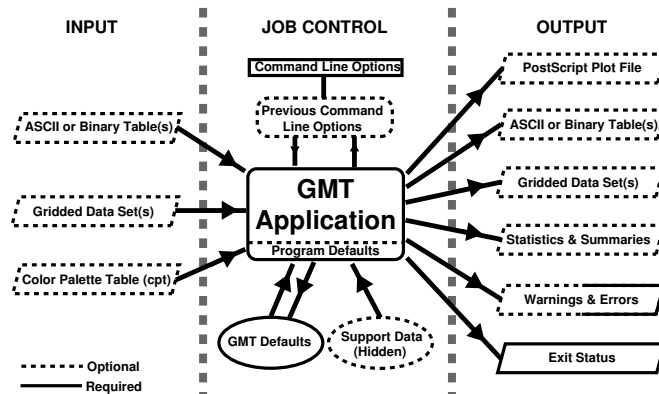 INPUT
JOB CONTROL
OUTPUT
Command Line Options
Previous Command
Line Options
ASCII or Binary Table(s)
Gridded Data Set(s)
Color Palette Table (cpt)
GMT
Application
Program Defaults
GMT Defaults
Support Data
(Hidden)
PostScript Plot File
ASCII or Binary Table(s)
Gridded Data Set(s)
Statistics & Summaries
Warnings & Errors
Exit Status
Optional
Required